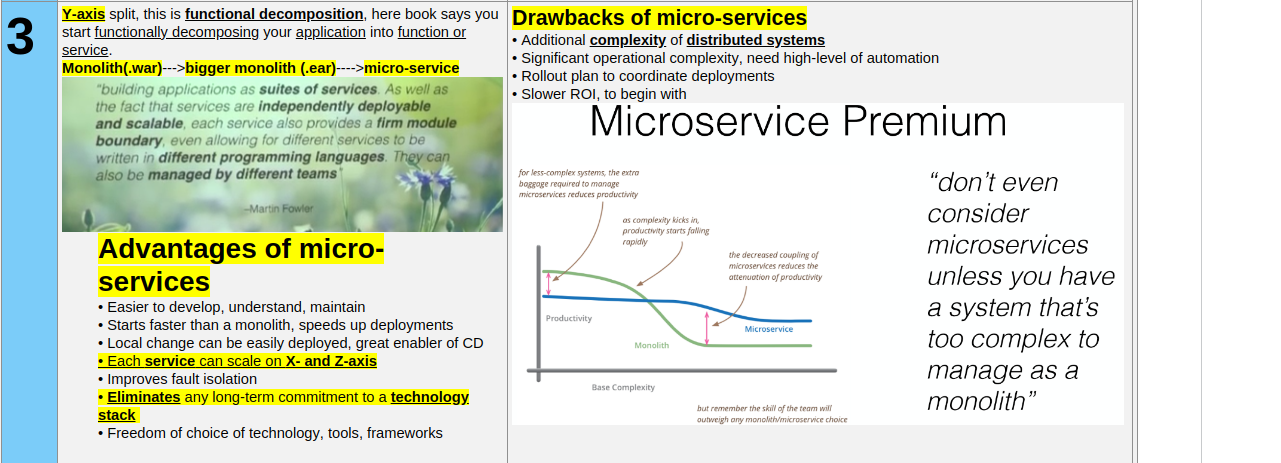 3
Y-axis split, this is functional decomposition, here book says you
start functionally decomposing your application into function or
service.
Monolith(.war)--->bigger monolith (.ear)---->micro-service
"building applications as suites of services. As well as
the fact that services are independently deployable
and scalable, each service also provides a firm module
boundary, even allowing for different services to be
written in different programming languages. They can
also be managed by different teams"
–Martin Fowler
Advantages of micro-
services
• Easier to develop, understand, maintain
• Starts faster than a monolith, speeds up deployments
• Local change can be easily deployed, great enabler of CD
• Each service can scale on X- and Z-axis
• Improves fault isolation
• Eliminates any long-term commitment to a technology
stack
• Freedom of choice of technology, tools, frameworks
Drawbacks of micro-services
• Additional complexity of distributed systems
• Significant operational complexity, need high-level of automation
• Rollout plan to coordinate deployments
• Slower ROI, to begin with
Microservice Premium
for less-complex systems, the extra
baggage required to manage
microservices reduces productivity
as complexity kicks in,
productivity starts falling
rapidly
the decreased coupling of
microservices reduces the
attenuation of productivity
Productivity
Microservice
Monolith
Base Complexity
but remember the skill of the team will
outweigh any monolith/microservice choice
“don’t even
consider
microservices
unless you have
a system that’s
too complex to
manage as a
monolith”